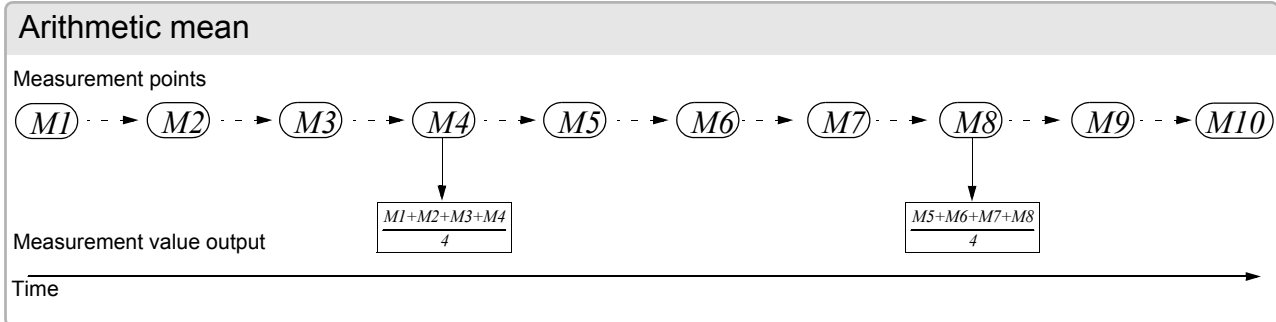 Arithmetic mean
Measurement points
M1 M2 M3 M4 M5 M6 M7 M8 M9 M10
M1+M2+M3+M4 M5+M6+M7+M8
4 4
Measurement value output
Time